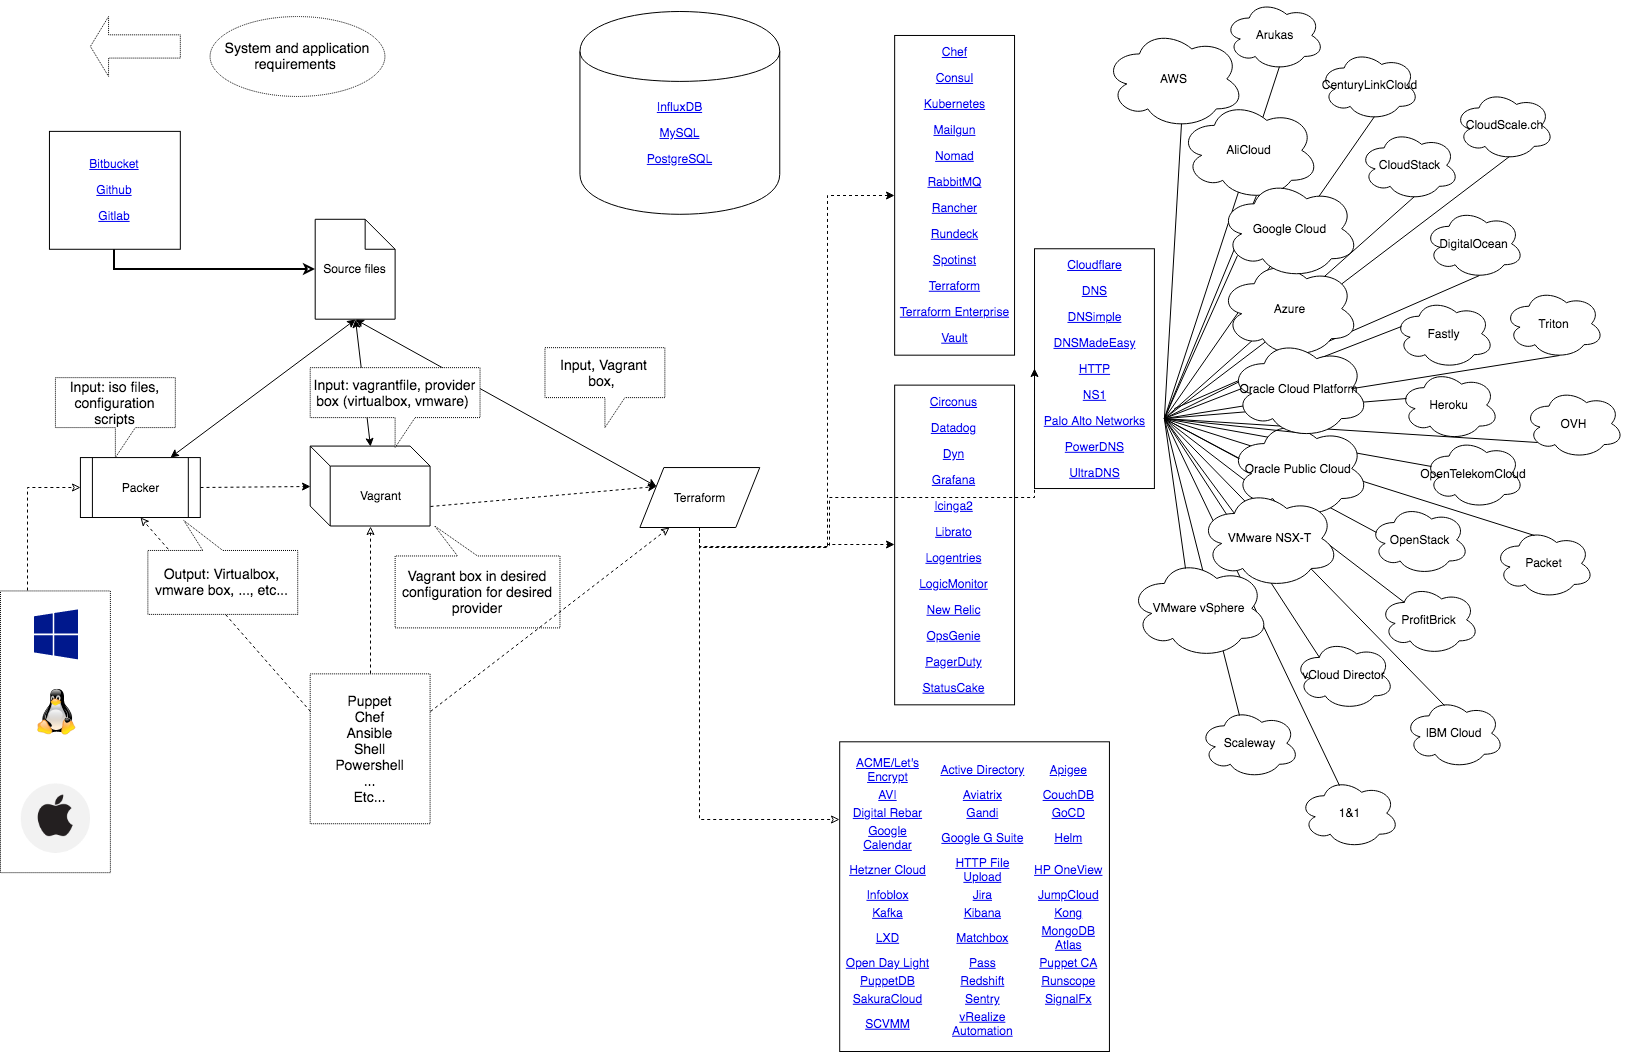 System and application
requirements
Bitbucket
Github
Gitlab
Source files
InfluxDB
MySQL
PostgreSQL
Input: iso files,
configuration
scripts
Input: vagrantfile, provider
box (virtualbox, vmware)
Input, Vagrant
box,
Packer
Vagrant
Terraform
Output: Virtualbox,
vmware box, ..., etc...
Vagrant box in desired
configuration for desired
provider
Puppet
Chef
Ansible
Shell
Powershell
...
Etc...
Chef
Consul
Kubernetes
Mailgun
Nomad
RabbitMQ
Rancher
Rundeck
Spotinst
Terraform
Terraform Enterprise
Vault
Circonus
Datadog
Dyn
Grafana
Icinga2
Librato
Logentries
LogicMonitor
New Relic
OpsGenie
PagerDuty
StatusCake
Cloudflare
DNS
DNSimple
DNSMadeEasy
HTTP
NS1
Palo Alto Networks
PowerDNS
UltraDNS
ACME/Let's
Encrypt
Active Directory
Apigee
AVI
Aviatrix
CouchDB
Digital Rebar
Gandi
GoCD
Google
Calendar
Google G Suite
Helm
Hetzner Cloud
HTTP File
Upload
HP OneView
Infoblox
Jira
JumpCloud
Kafka
Kibana
Kong
LXD
Matchbox
MongoDB
Atlas
Open Day Light
Pass
Puppet CA
PuppetDB
Redshift
Runscope
SakuraCloud
Sentry
SignalFx
SCVMM
vRealize
Automation
Arukas
AWS
CenturyLinkCloud
CloudScale.ch
AliCloud
CloudStack
Google Cloud
DigitalOcean
Azure
Triton
Fastly
Oracle Cloud Platform
Heroku
OVH
Oracle Public Cloud
OpenTelekomCloud
VMware NSX-T
OpenStack
Packet
VMware vSphere
ProfitBrick
vCloud Director
IBM Cloud
Scaleway
1&1